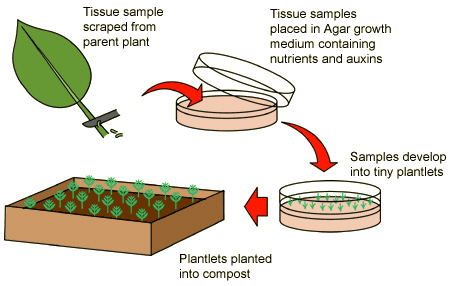 Tissue sample
scraped from
parent plant
Tissue samples
placed in Agar growth
medium containing
nutrients and auxins
Samples develop
into tiny plantlets
Plantlets planted
into compost